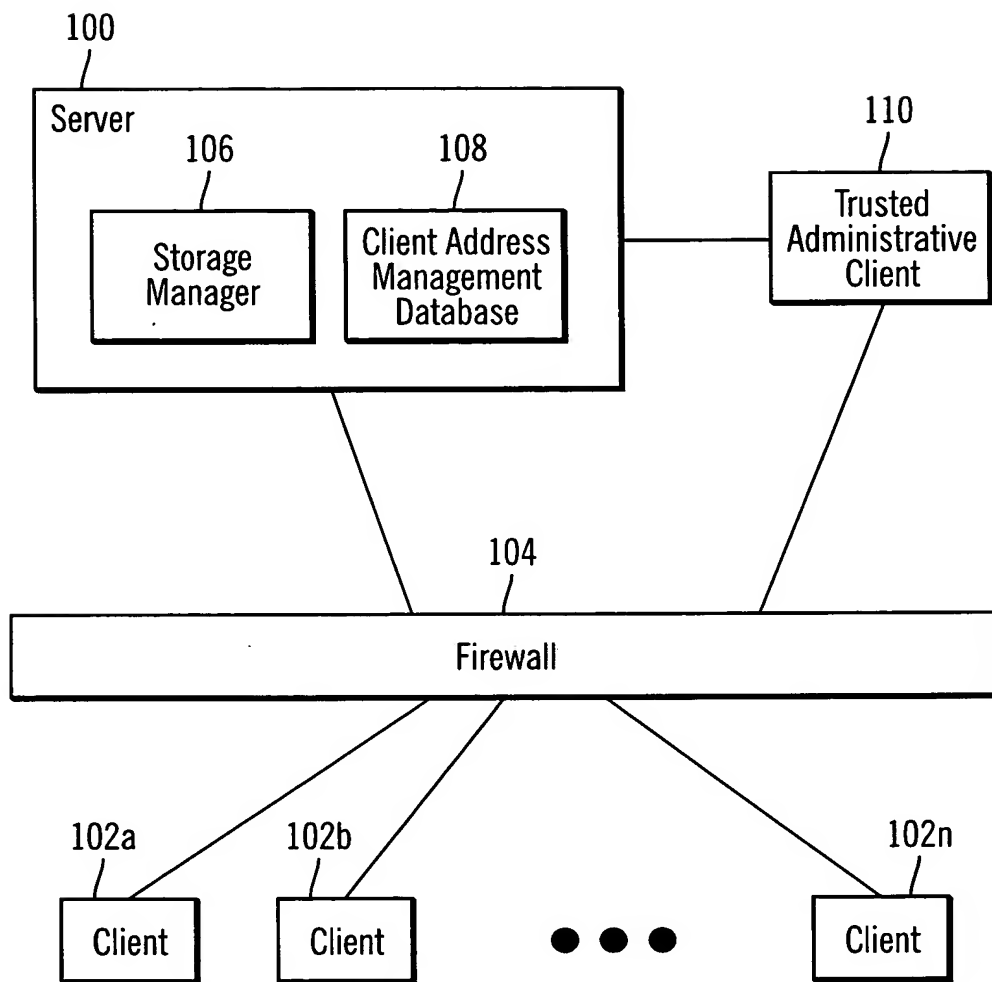 100
Server
106
108
110
Storage
Manager
Client Address
Management
Database
Trusted
Administrative
Client
104
Firewall
102a
102b
102n
Client
Client
Client